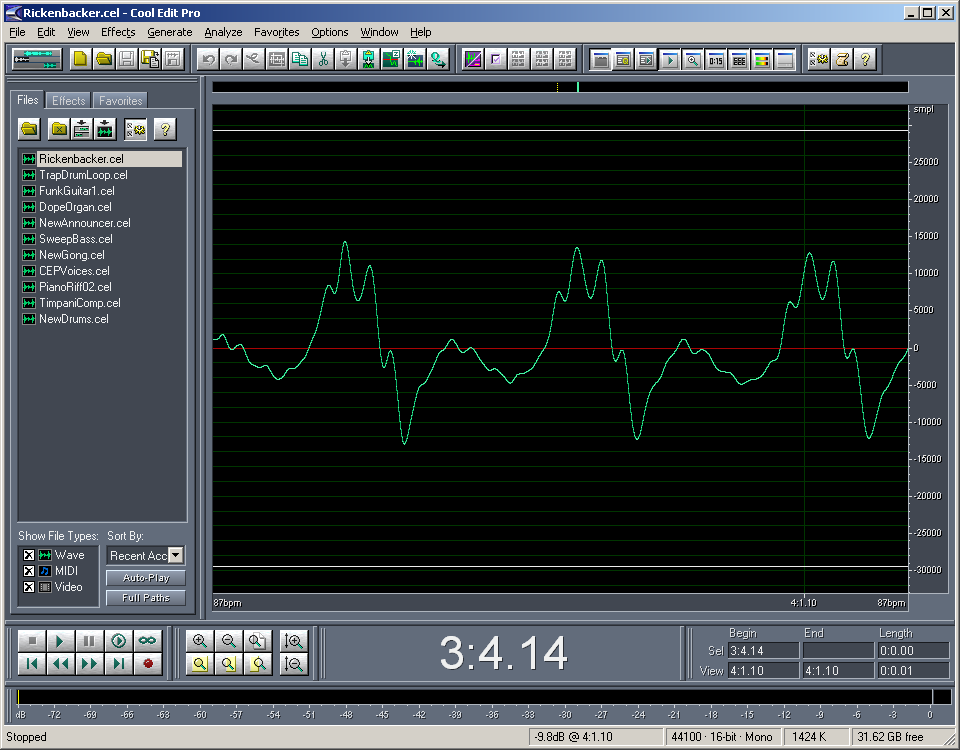 Rickenbacker.cel - Cool Edit Pro
File Edit View Effects Generate Analyze Favorites Options Window Help
0:15
Files Effects Favorites
?
Rickenbacker.cel
TrapDrumLoop.cel
FunkGuitar1.cel
DopeOrgan.cel
NewAnnouncer.cel
SweepBass.cel
NewGong.cel
CEPVoices.cel
PianoRiff02.cel
TimpaniComp.cel
NewDrums.cel
Show File Types: Sort By:
Wave Recent Acc
MIDI Auto-Play
Video Full Paths
smpl
25000
20000
15000
10000
5000
0
-5000
-10000
-15000
-20000
-25000
-30000
87bpm 4:1.10 87bpm
3:4.14
Begin End Length
Sel 3:4.14 0:0.00
View 4:1.10 4:1.10 0:0.01
dB -72 -69 -66 -63 -60 -57 -54 -51 -48 -45 -42 -39 -36 -33 -30 -27 -24 -21 -18 -15 -12 -9 -6 -3 0
Stopped -9.8dB @ 4:1.10 44100 · 16-bit · Mono 1424 K 31.62 GB free